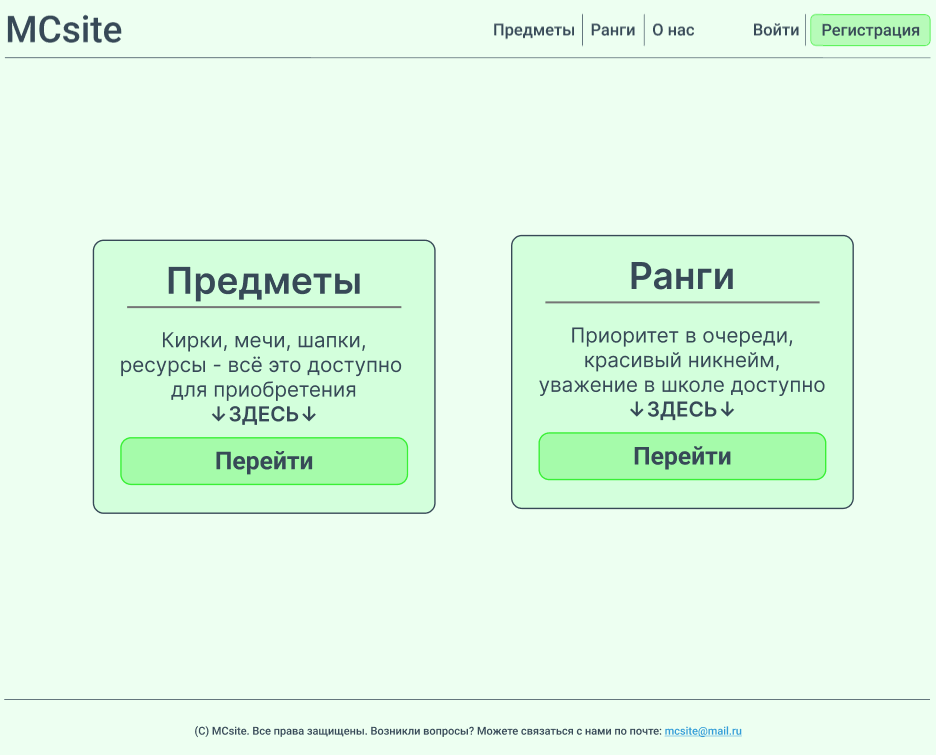 MCsite
Предметы
Ранги
О нас
Войти
Регистрация
Предметы
Кирки, мечи, шапки,
ресурсы - всё это доступно
для приобретения
↓ЗДЕСЬ↓
Перейти
Ранги
Приоритет в очереди,
красивый никнейм,
уважение в школе доступно
↓ЗДЕСЬ↓
Перейти
(C) MCsite. Все права защищены. Возникли вопросы? Можете связаться с нами по почте: mcsite@mail.ru